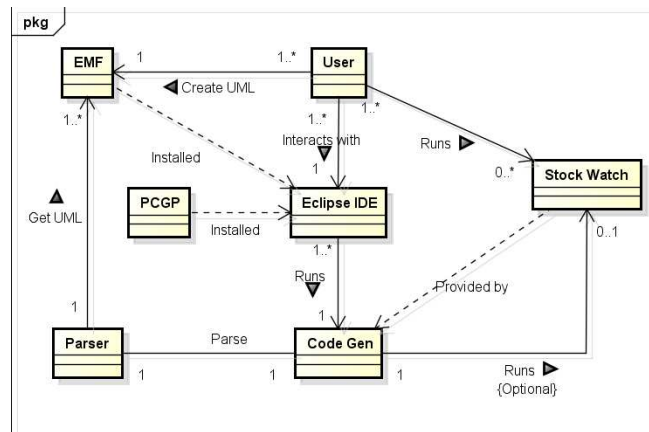 pkg
EMF
1
1..*
User
Create UML
1..*
1..*
1..*
Interacts with
Installed
Runs
1
0..*
Stock Watch
PCGP
Eclipse IDE
Get UML
Installed
1..*
0..1
Runs
Provided by
1
1
Parser
Parse
Code Gen
1
1
1
Runs
{Optional}